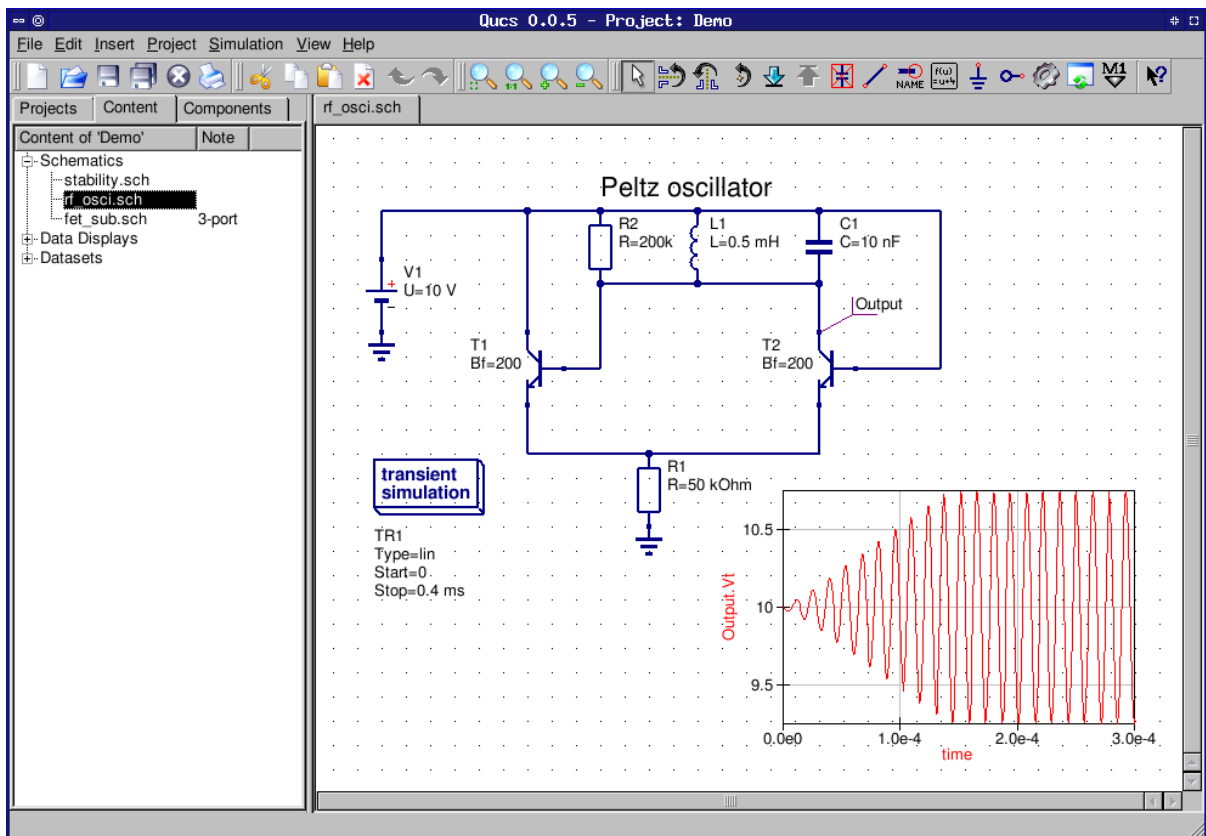 Qucs 0.0.5 - Project: Demo
File Edit Insert Project Simulation View Help
1:1
NAME
f(ω)
=u+4
M1
Projects Content Components
Content of 'Demo' Note
Schematics
stability.sch
rf_osci.sch
fet_sub.sch 3-port
Data Displays
Datasets
rf_osci.sch
Peltz oscillator
R2
R=200k
L1
L=0.5 mH
C1
C=10 nF
V1
U=10 V
Output
T1
Bf=200
T2
Bf=200
R1
R=50 kOhm
transient
simulation
TR1
Type=lin
Start=0
Stop=0.4 ms
10.5
10
9.5
Output.Vt
0.0e0 1.0e-4 2.0e-4 3.0e-4
time